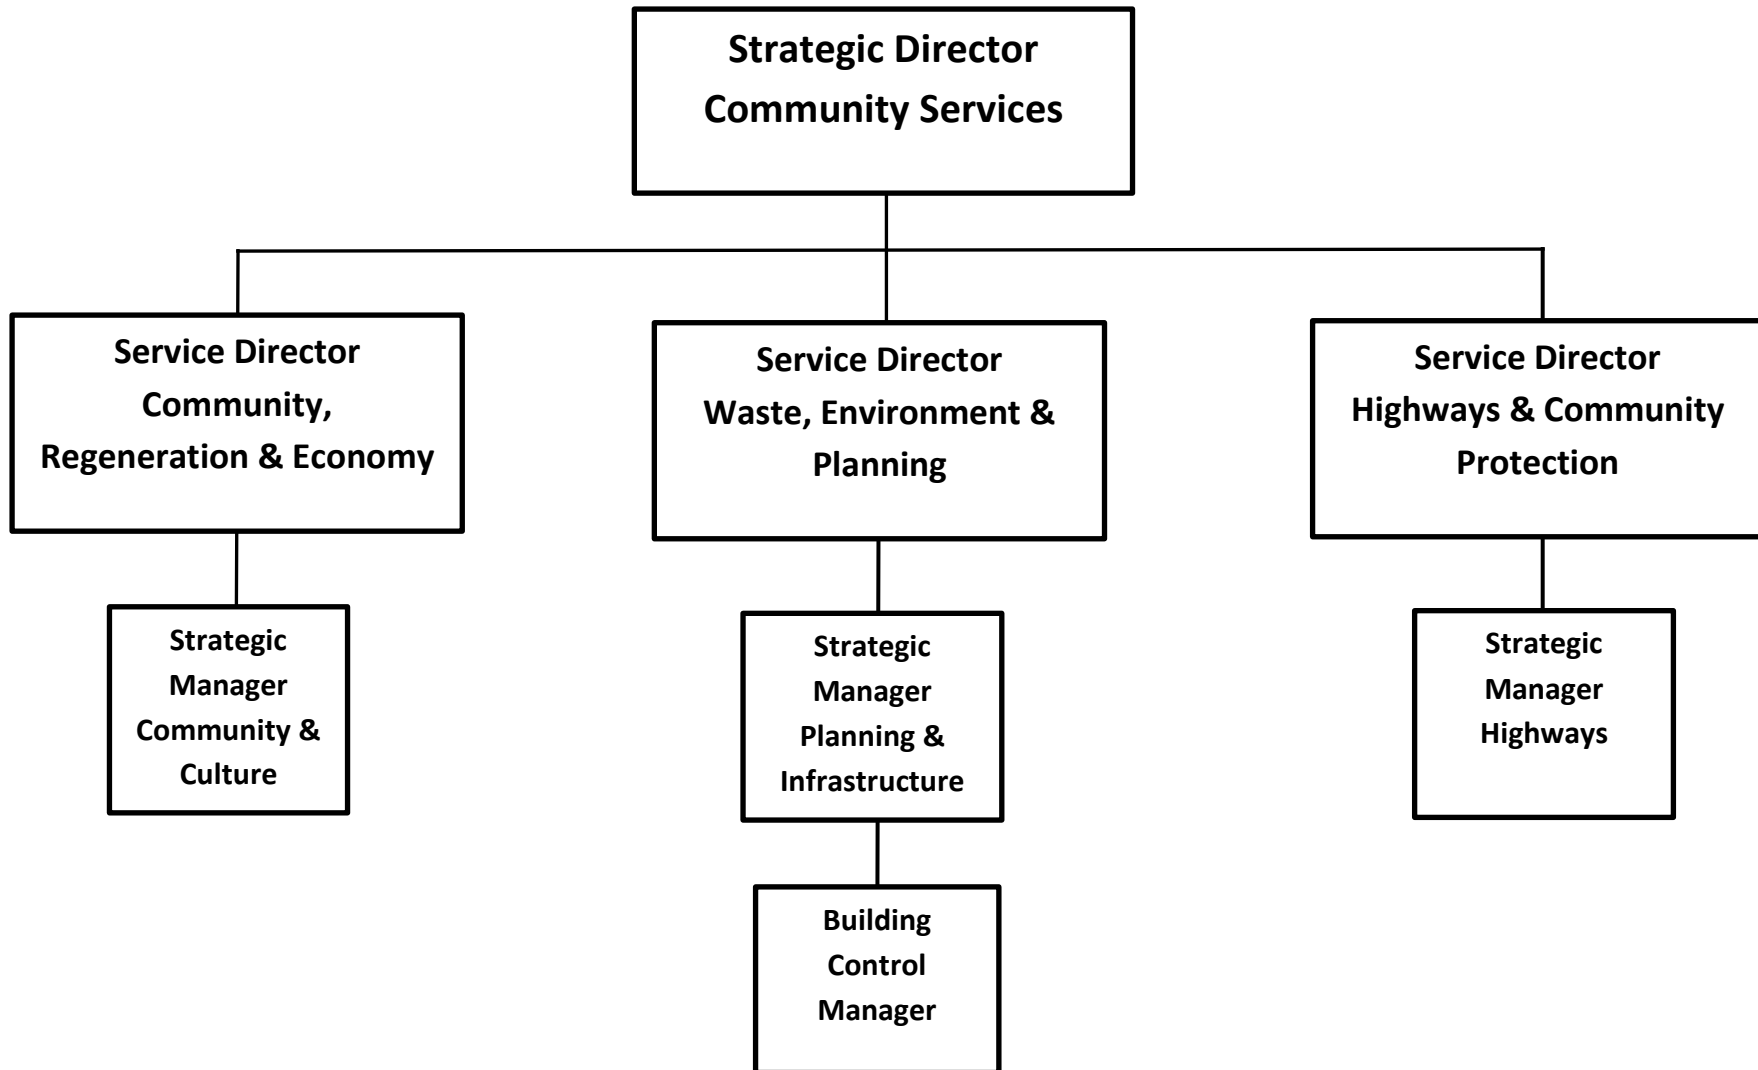 Strategic Director
Community Services
Service Director
Community,
Regeneration & Economy
Service Director
Waste, Environment &
Planning
Service Director
Highways & Community
Protection
Strategic
Manager
Community &
Culture
Strategic
Manager
Planning &
Infrastructure
Strategic
Manager
Highways
Building
Control
Manager